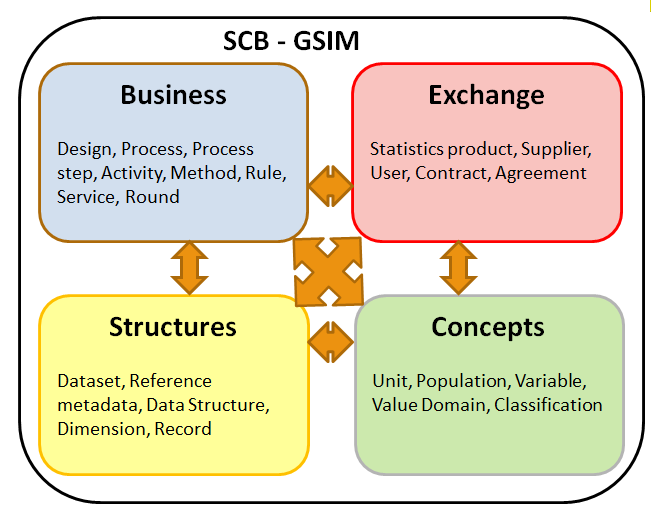 SCB - GSIM
Business
Design, Process, Process
step, Activity, Method, Rule,
Service, Round
Exchange
Statistics product, Supplier,
User, Contract, Agreement
Structures
Dataset, Reference
metadata, Data Structure,
Dimension, Record
Concepts
Unit, Population, Variable,
Value Domain, Classification